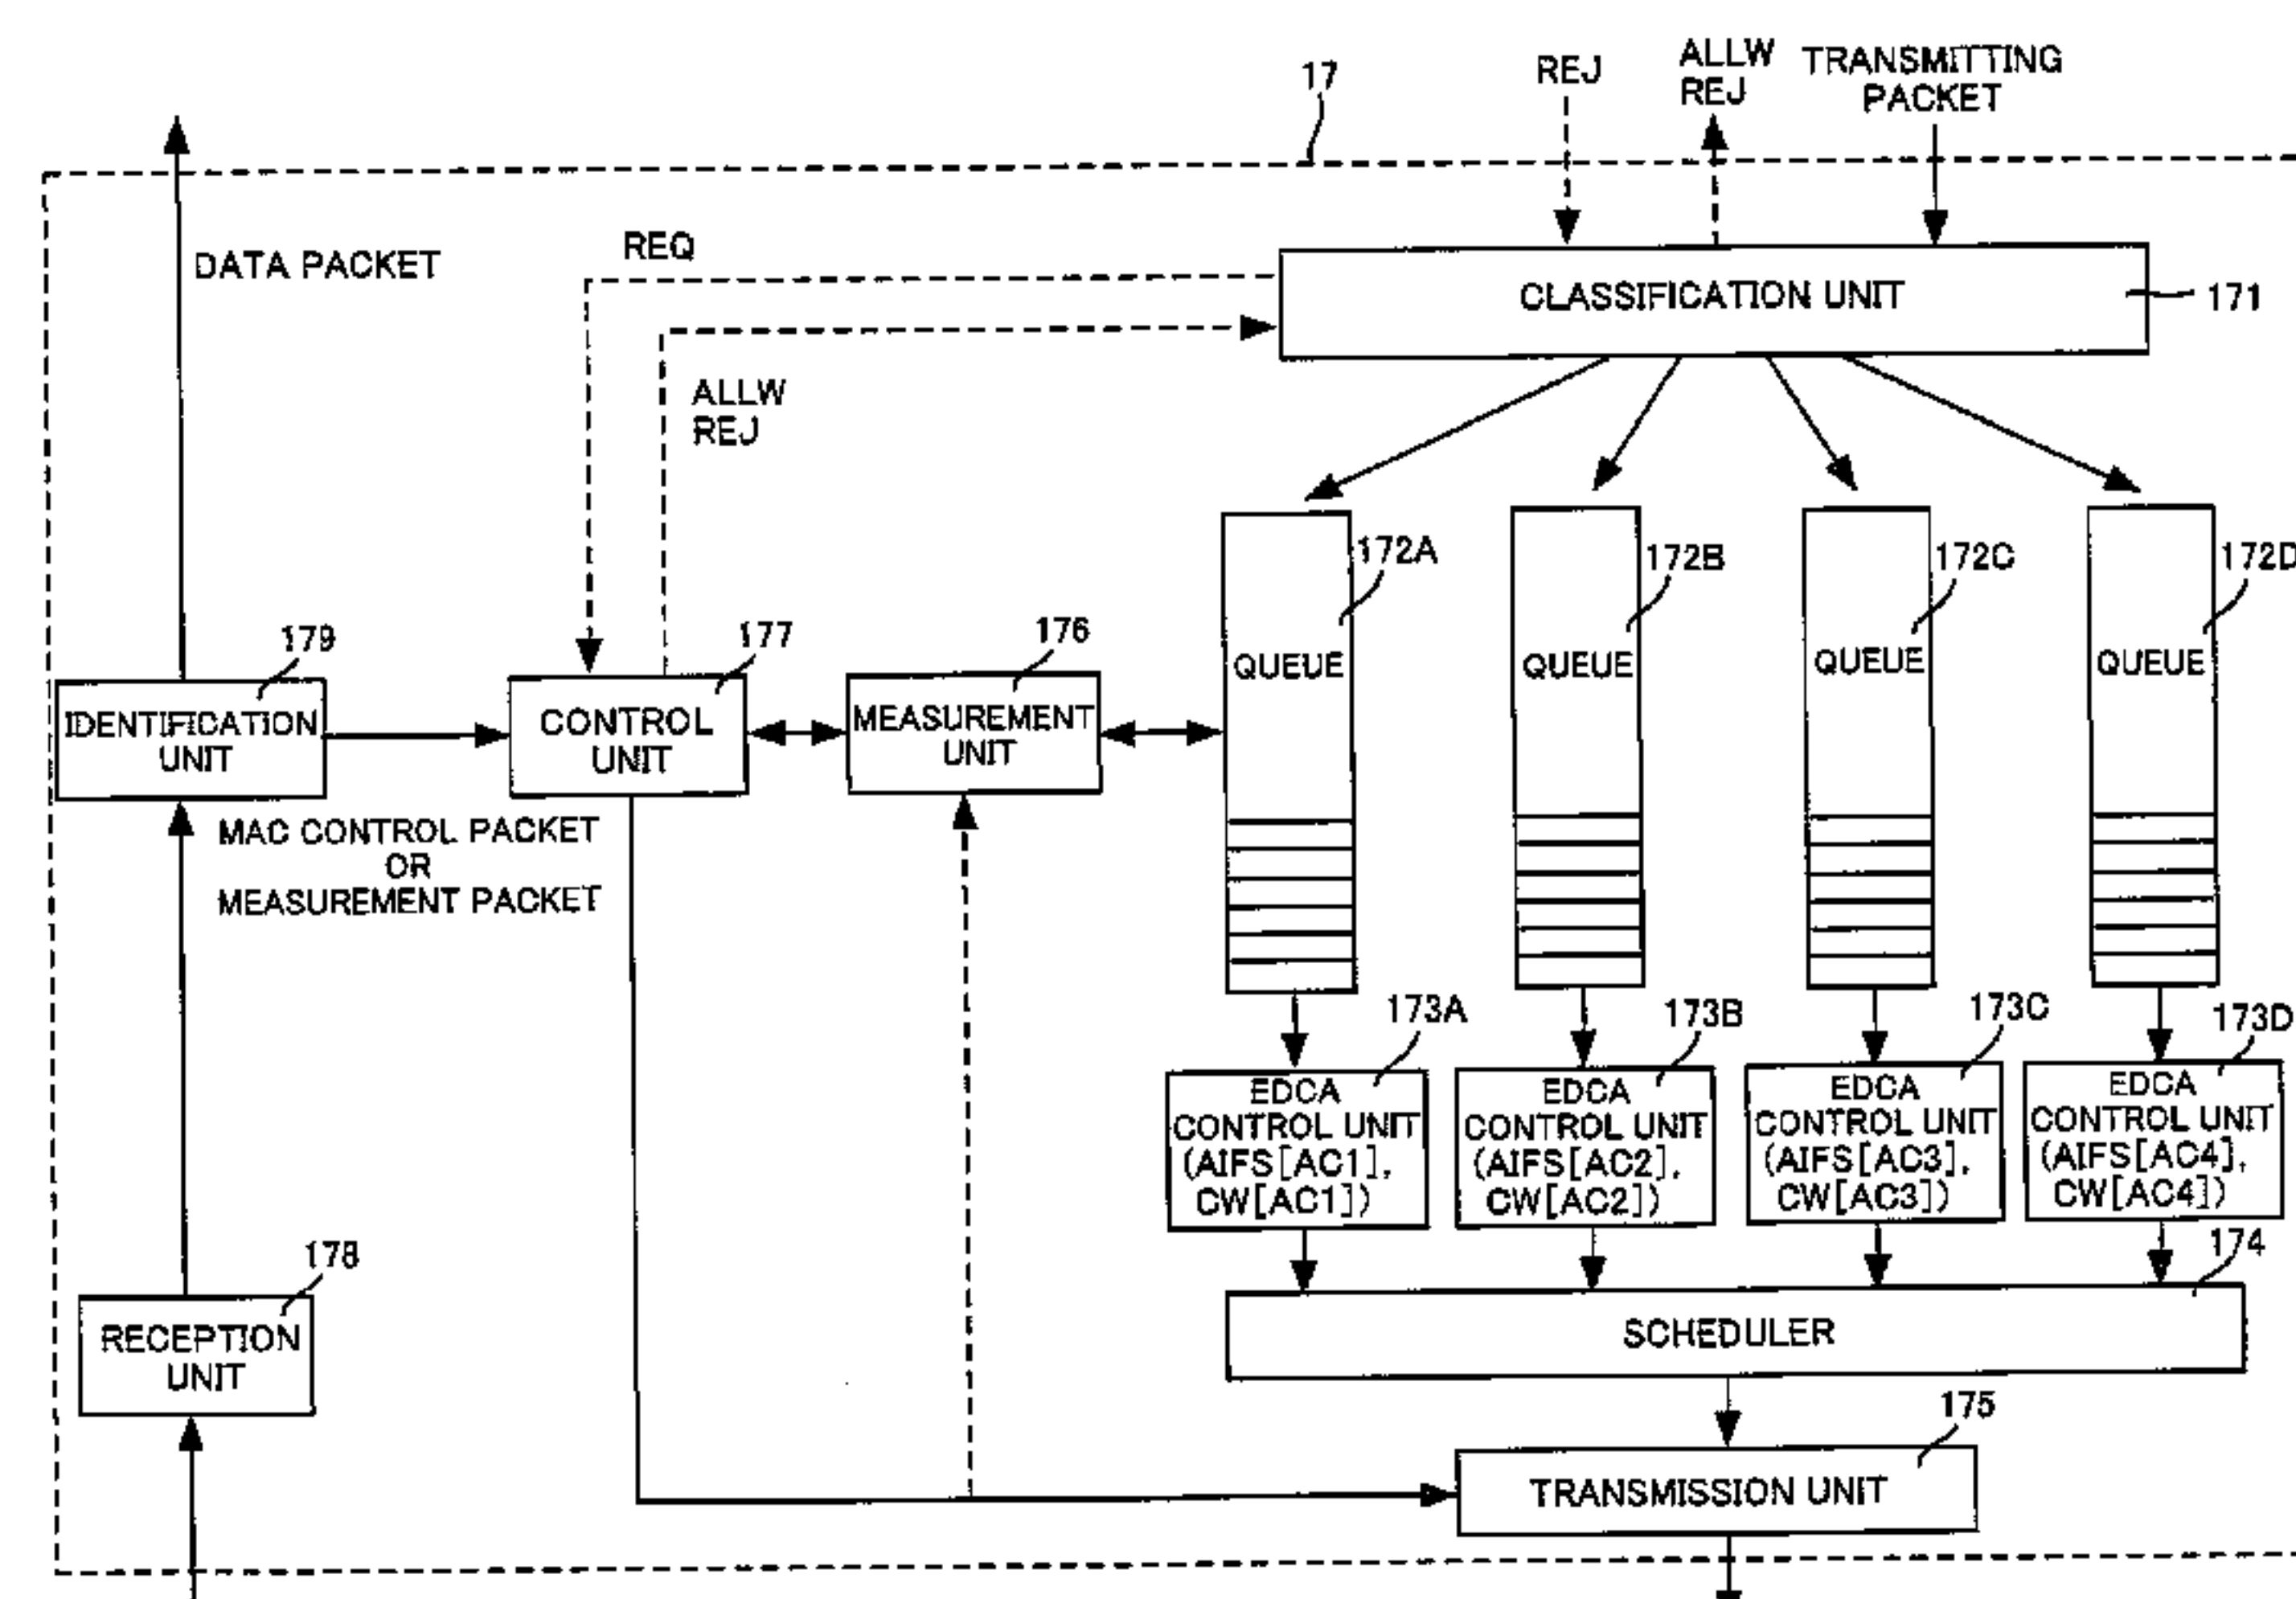 17
REJ
ALLW
REJ
TRANSMITTING
PACKET
DATA PACKET
REQ
CLASSIFICATION UNIT
171
ALLW
REJ
172A
172B
172C
172D
QUEUE
QUEUE
QUEUE
QUEUE
179
177
176
IDENTIFICATION
UNIT
CONTROL
UNIT
MEASUREMENT
UNIT
MAC CONTROL PACKET
OR
MEASUREMENT PACKET
173A
173B
173C
173D
EDCA
CONTROL UNIT
(AIFS[AC1],
CW[AC1])
EDCA
CONTROL UNIT
(AIFS[AC2],
CW[AC2])
EDCA
CONTROL UNIT
(AIFS[AC3],
CW[AC3])
EDCA
CONTROL UNIT
(AIFS[AC4],
CW[AC4])
174
178
RECEPTION
UNIT
SCHEDULER
175
TRANSMISSION UNIT